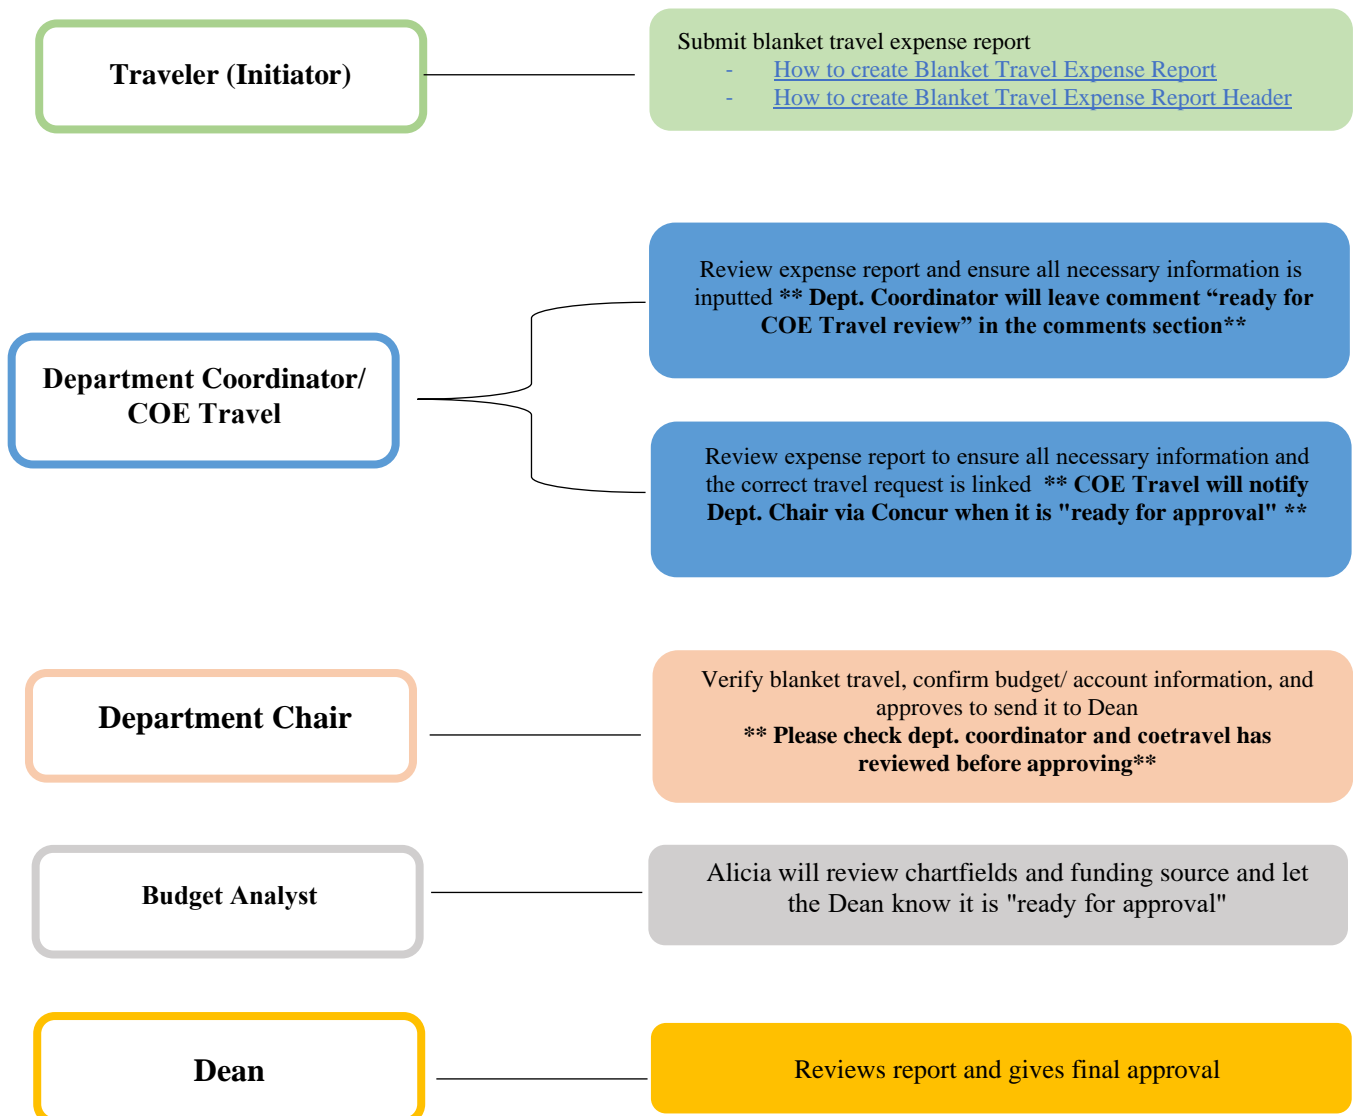 Traveler (Initiator)
Submit blanket travel expense report
- How to create Blanket Travel Expense Report
- How to create Blanket Travel Expense Report Header
Department Coordinator/
COE Travel
Review expense report and ensure all necessary information is
inputted ** Dept. Coordinator will leave comment “ready for
COE Travel review” in the comments section**
Review expense report to ensure all necessary information and
the correct travel request is linked ** COE Travel will notify
Dept. Chair via Concur when it is "ready for approval" **
Department Chair
Verify blanket travel, confirm budget/ account information, and
approves to send it to Dean
** Please check dept. coordinator and coetravel has
reviewed before approving**
Budget Analyst
Alicia will review chartfields and funding source and let
the Dean know it is "ready for approval"
Dean
Reviews report and gives final approval